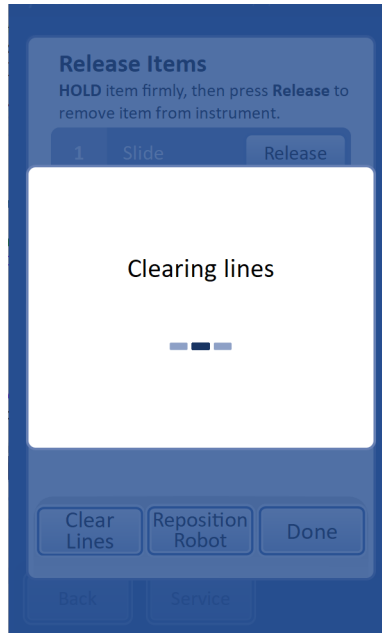 Release Items
HOLD item firmly, then press Release to
remove item from instrument.
1 Slide Release
Clearing lines
Clear
Lines
Reposition
Robot
Done
Back Service